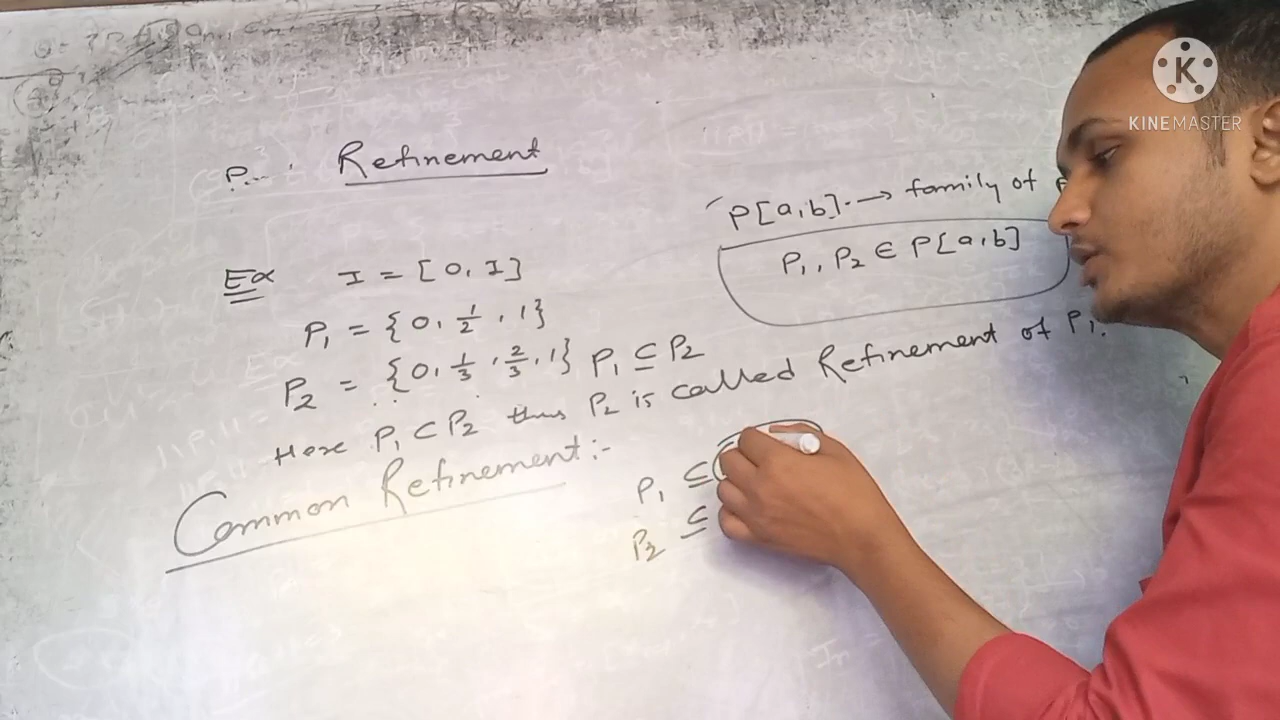 P... : Refinement
P[a,b]. → family of
P₁, P₂ ∈ P[a,b]
Ex I = [0, I]
P₁ = {0, 1/2, 1}
P₂ = {0, 1/3, 2/3, 1} P₁ ⊆ P₂
Here P₁ ⊂ P₂ thus P₂ is called Refinement of P₁.
Common Refinement:-
P₁ ⊆
P₂ ⊆
K
KINEMASTER